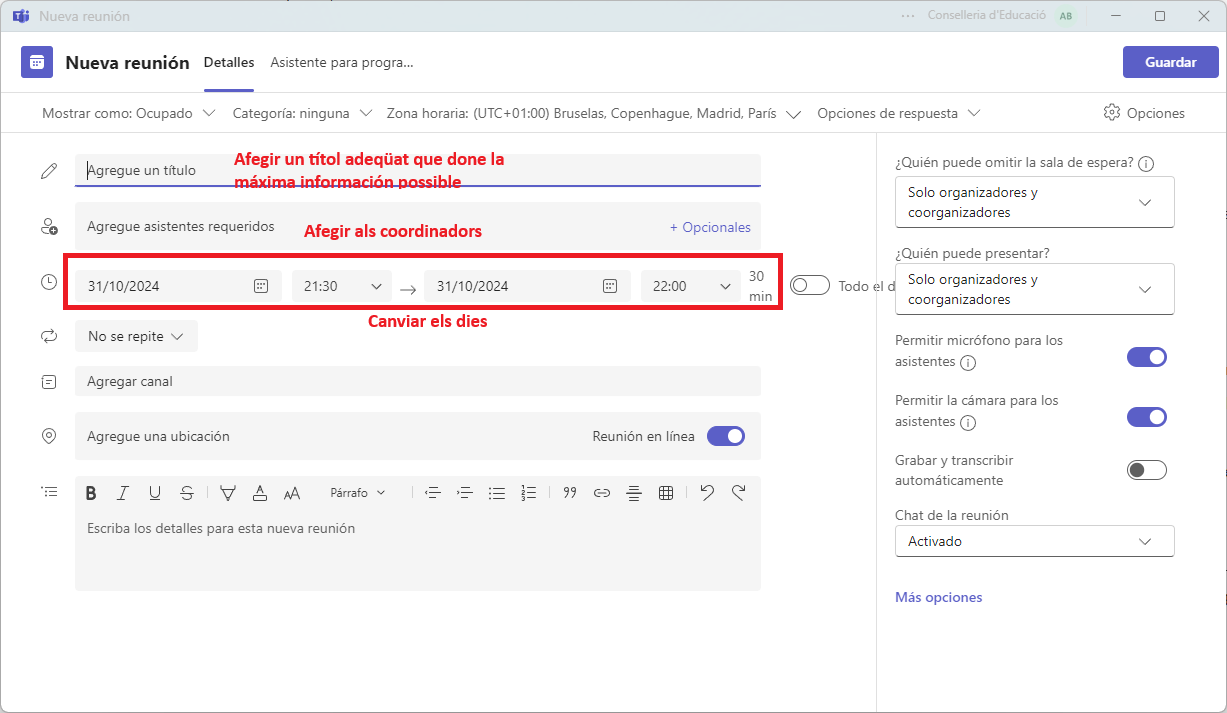 Nueva reunión
Conselleria d'Educació AB
Nueva reunión Detalles Asistente para progra... Guardar
Mostrar como: Ocupado Categoría: ninguna Zona horaria: (UTC+01:00) Bruselas, Copenhague, Madrid, París Opciones de respuesta Opciones
Agregue un título
Afegir un títol adeqüat que done la
máxima información possible
Agregue asistentes requeridos Afegir als coordinadors + Opcionales
31/10/2024 21:30 → 31/10/2024 22:00 30
min
Todo el d
Canviar els dies
No se repite
Agregar canal
Agregue una ubicación Reunión en línea
B I U S A AA Párrafo
Escriba los detalles para esta nueva reunión
¿Quién puede omitir la sala de espera?
Solo organizadores y
coorganizadores
¿Quién puede presentar?
Solo organizadores y
coorganizadores
Permitir micrófono para los
asistentes
Permitir la cámara para los
asistentes
Grabar y transcribir
automáticamente
Chat de la reunión
Activado
Más opciones